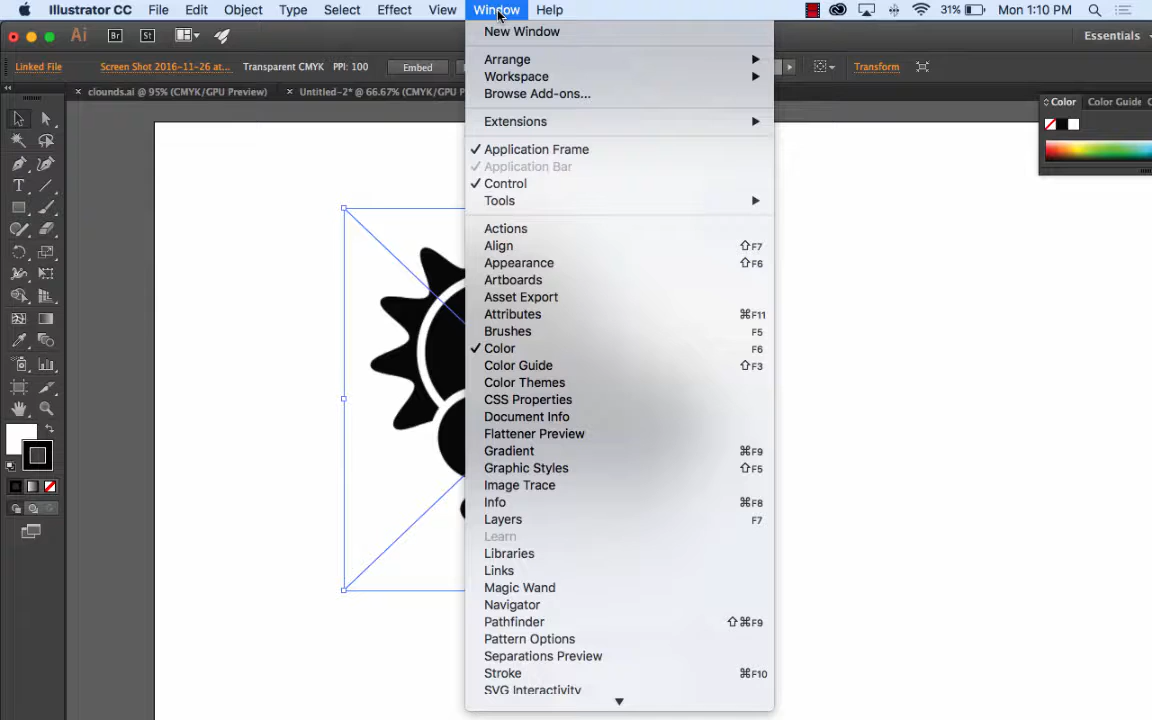 Illustrator CC File Edit Object Type Select Effect View Window Help 31% Mon 1:10 PM
Ai Br St Essentials
Linked File Screen Shot 2016-11-26 at... Transparent CMYK PPI: 100 Embed Transform
clounds.ai @ 95% (CMYK/GPU Preview) Untitled-2* @ 66.67% (CMYK/GPU P
Color Color Guide
New Window
Arrange
Workspace
Browse Add-ons...
Extensions
Application Frame
Application Bar
Control
Tools
Actions
Align ⇧F7
Appearance ⇧F6
Artboards
Asset Export
Attributes ⌘F11
Brushes F5
Color F6
Color Guide ⇧F3
Color Themes
CSS Properties
Document Info
Flattener Preview
Gradient ⌘F9
Graphic Styles ⇧F5
Image Trace
Info ⌘F8
Layers F7
Learn
Libraries
Links
Magic Wand
Navigator
Pathfinder ⇧⌘F9
Pattern Options
Separations Preview
Stroke ⌘F10
SVG Interactivity